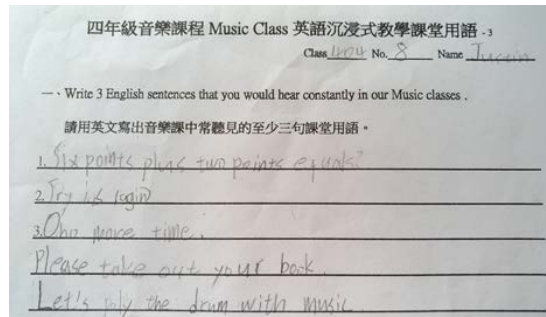 四年級音樂課程 Music Class 英語沉浸式教學課堂用語 -3
Class 404 No. 8 Name Justin
一、Write 3 English sentences that you would hear constantly in our Music classes .
請用英文寫出音樂課中常聽見的至少三句課堂用語。
1. Six points plus two points equals?
2. Try it again
3. One more time.
Please take out your book.
Let's ply the drum with music